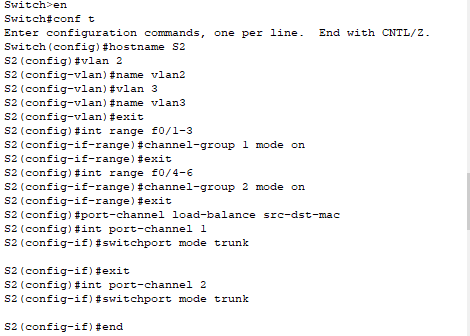 Switch>en
Switch#conf t
Enter configuration commands, one per line.  End with CNTL/Z.
Switch(config)#hostname S2
S2(config)#vlan 2
S2(config-vlan)#name vlan2
S2(config-vlan)#vlan 3
S2(config-vlan)#name vlan3
S2(config-vlan)#exit
S2(config)#int range f0/1-3
S2(config-if-range)#channel-group 1 mode on
S2(config-if-range)#exit
S2(config)#int range f0/4-6
S2(config-if-range)#channel-group 2 mode on
S2(config-if-range)#exit
S2(config)#port-channel load-balance src-dst-mac
S2(config)#int port-channel 1
S2(config-if)#switchport mode trunk
S2(config-if)#exit
S2(config)#int port-channel 2
S2(config-if)#switchport mode trunk
S2(config-if)#end